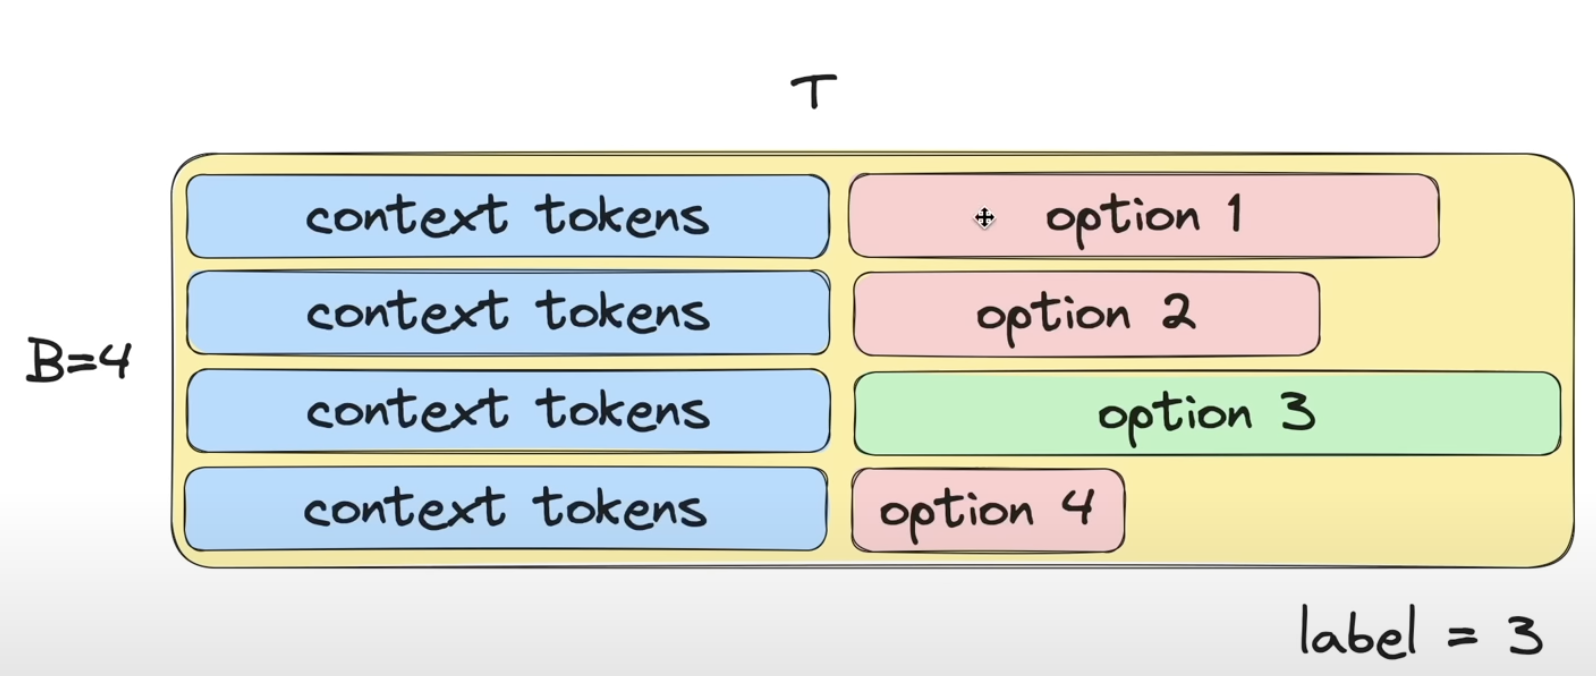 T
context tokens option 1
context tokens option 2
B=4
context tokens option 3
context tokens option 4
label = 3